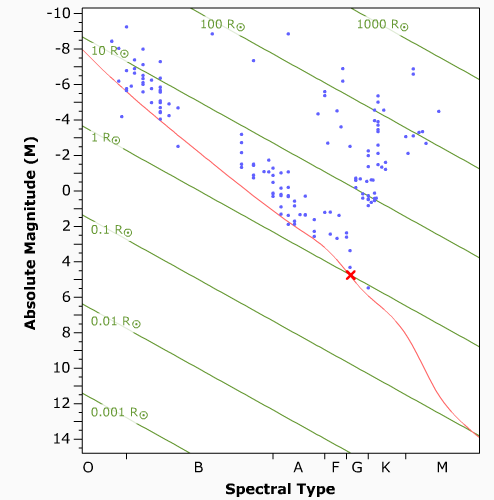 -10
-8
-6
-4
-2
0
2
4
6
8
10
12
14
Absolute Magnitude (M)
100 R☉
1000 R☉
10 R☉
1 R☉
0.1 R☉
0.01 R☉
0.001 R☉
O B A F G K M
Spectral Type